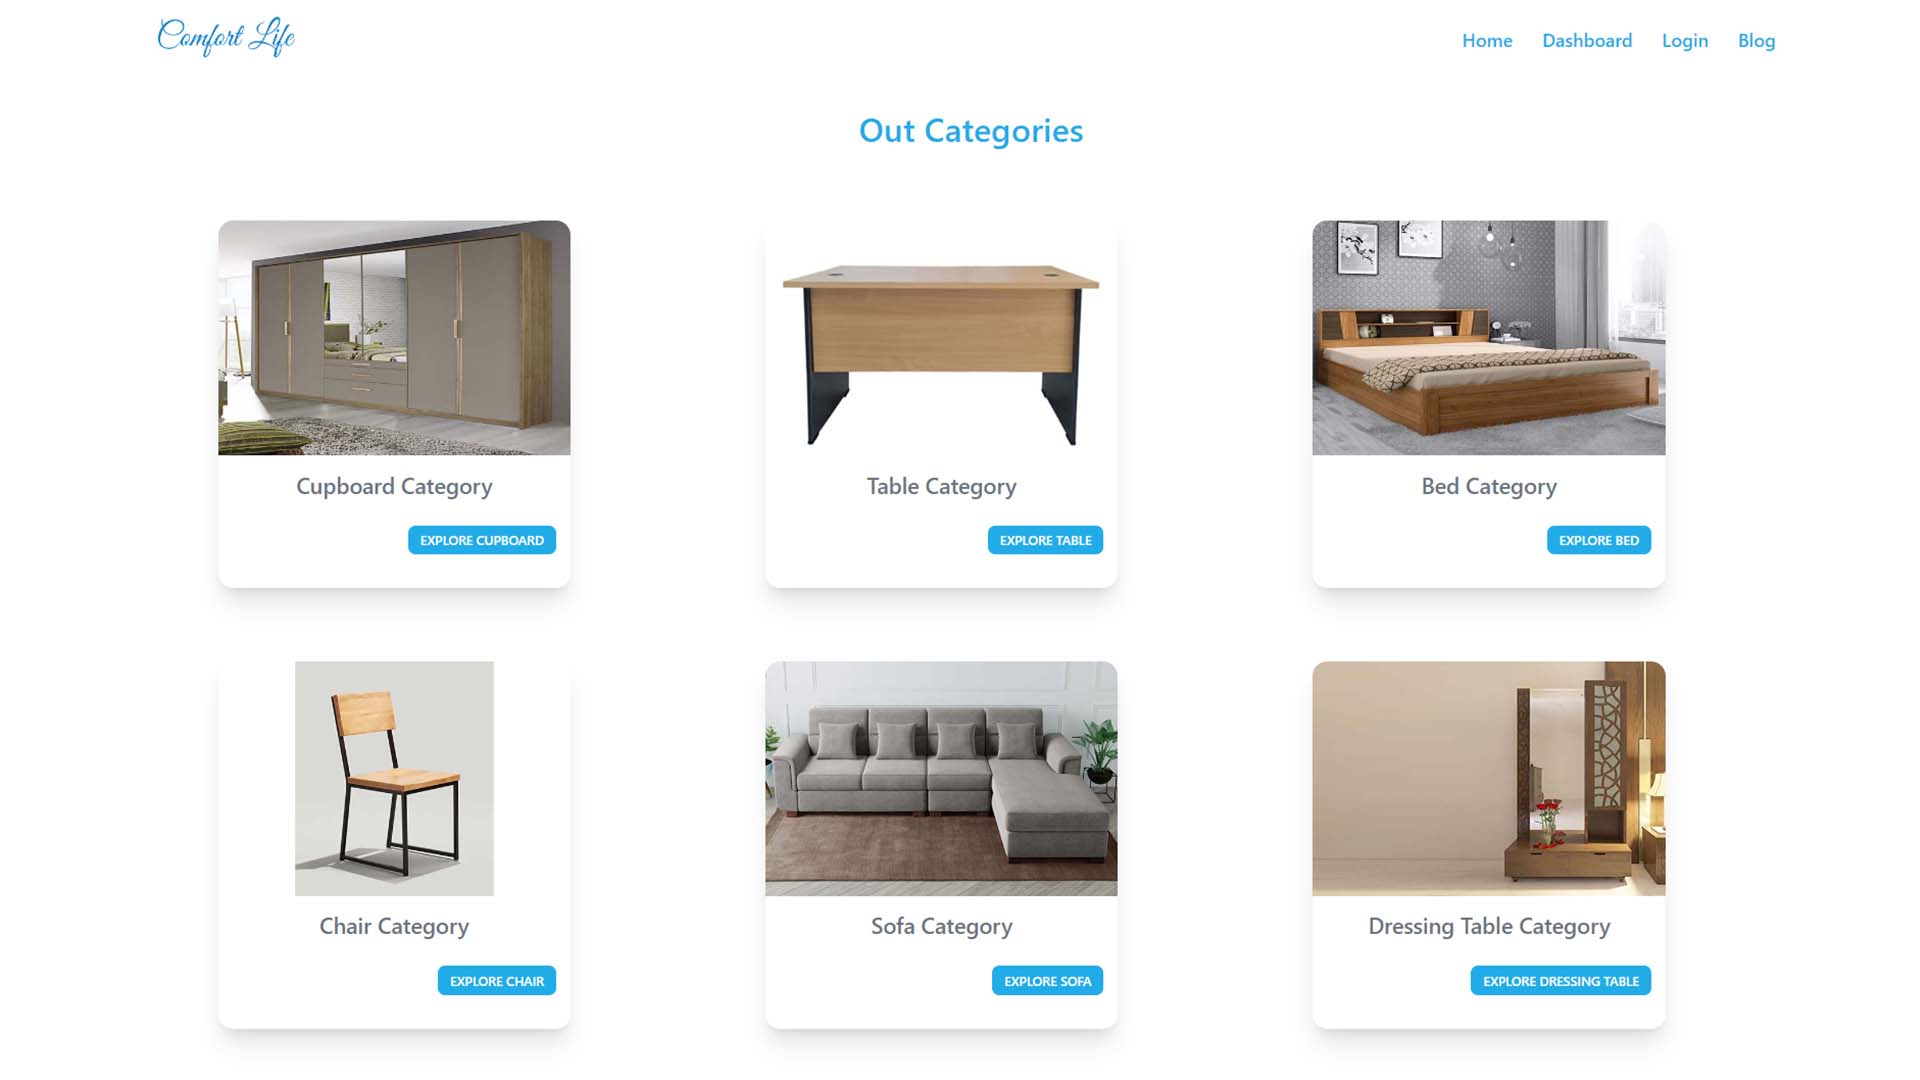 Comfort Life
Home Dashboard Login Blog
Out Categories
Cupboard Category
EXPLORE CUPBOARD
Table Category
EXPLORE TABLE
Bed Category
EXPLORE BED
Chair Category
EXPLORE CHAIR
Sofa Category
EXPLORE SOFA
Dressing Table Category
EXPLORE DRESSING TABLE